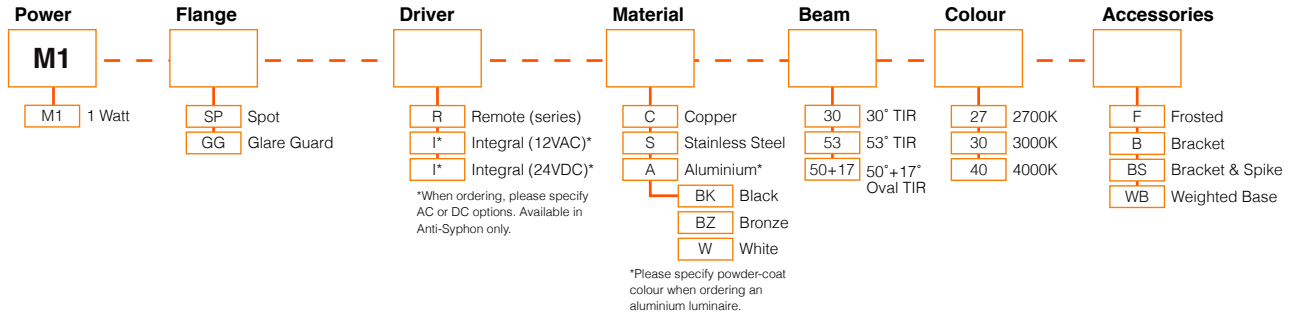 Power
Flange
Driver
Material
Beam
Colour
Accessories
M1
M1 1 Watt
SP Spot
GG Glare Guard
R Remote (series)
I* Integral (12VAC)*
I* Integral (24VDC)*
*When ordering, please specify
AC or DC options. Available in
Anti-Syphon only.
C Copper
S Stainless Steel
A Aluminium*
BK Black
BZ Bronze
W White
*Please specify powder-coat
colour when ordering an
aluminium luminaire.
30 30˚ TIR
53 53˚ TIR
50+17 50˚+17˚
Oval TIR
27 2700K
30 3000K
40 4000K
F Frosted
B Bracket
BS Bracket & Spike
WB Weighted Base